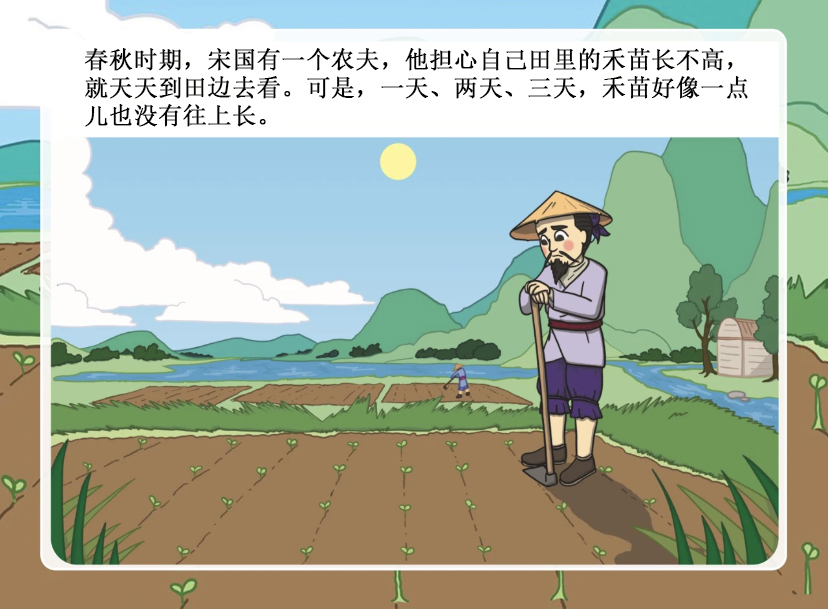 春秋时期，宋国有一个农夫，他担心自己田里的禾苗长不高，
就天天到田边去看。可是，一天、两天、三天，禾苗好像一点
儿也没有往上长。